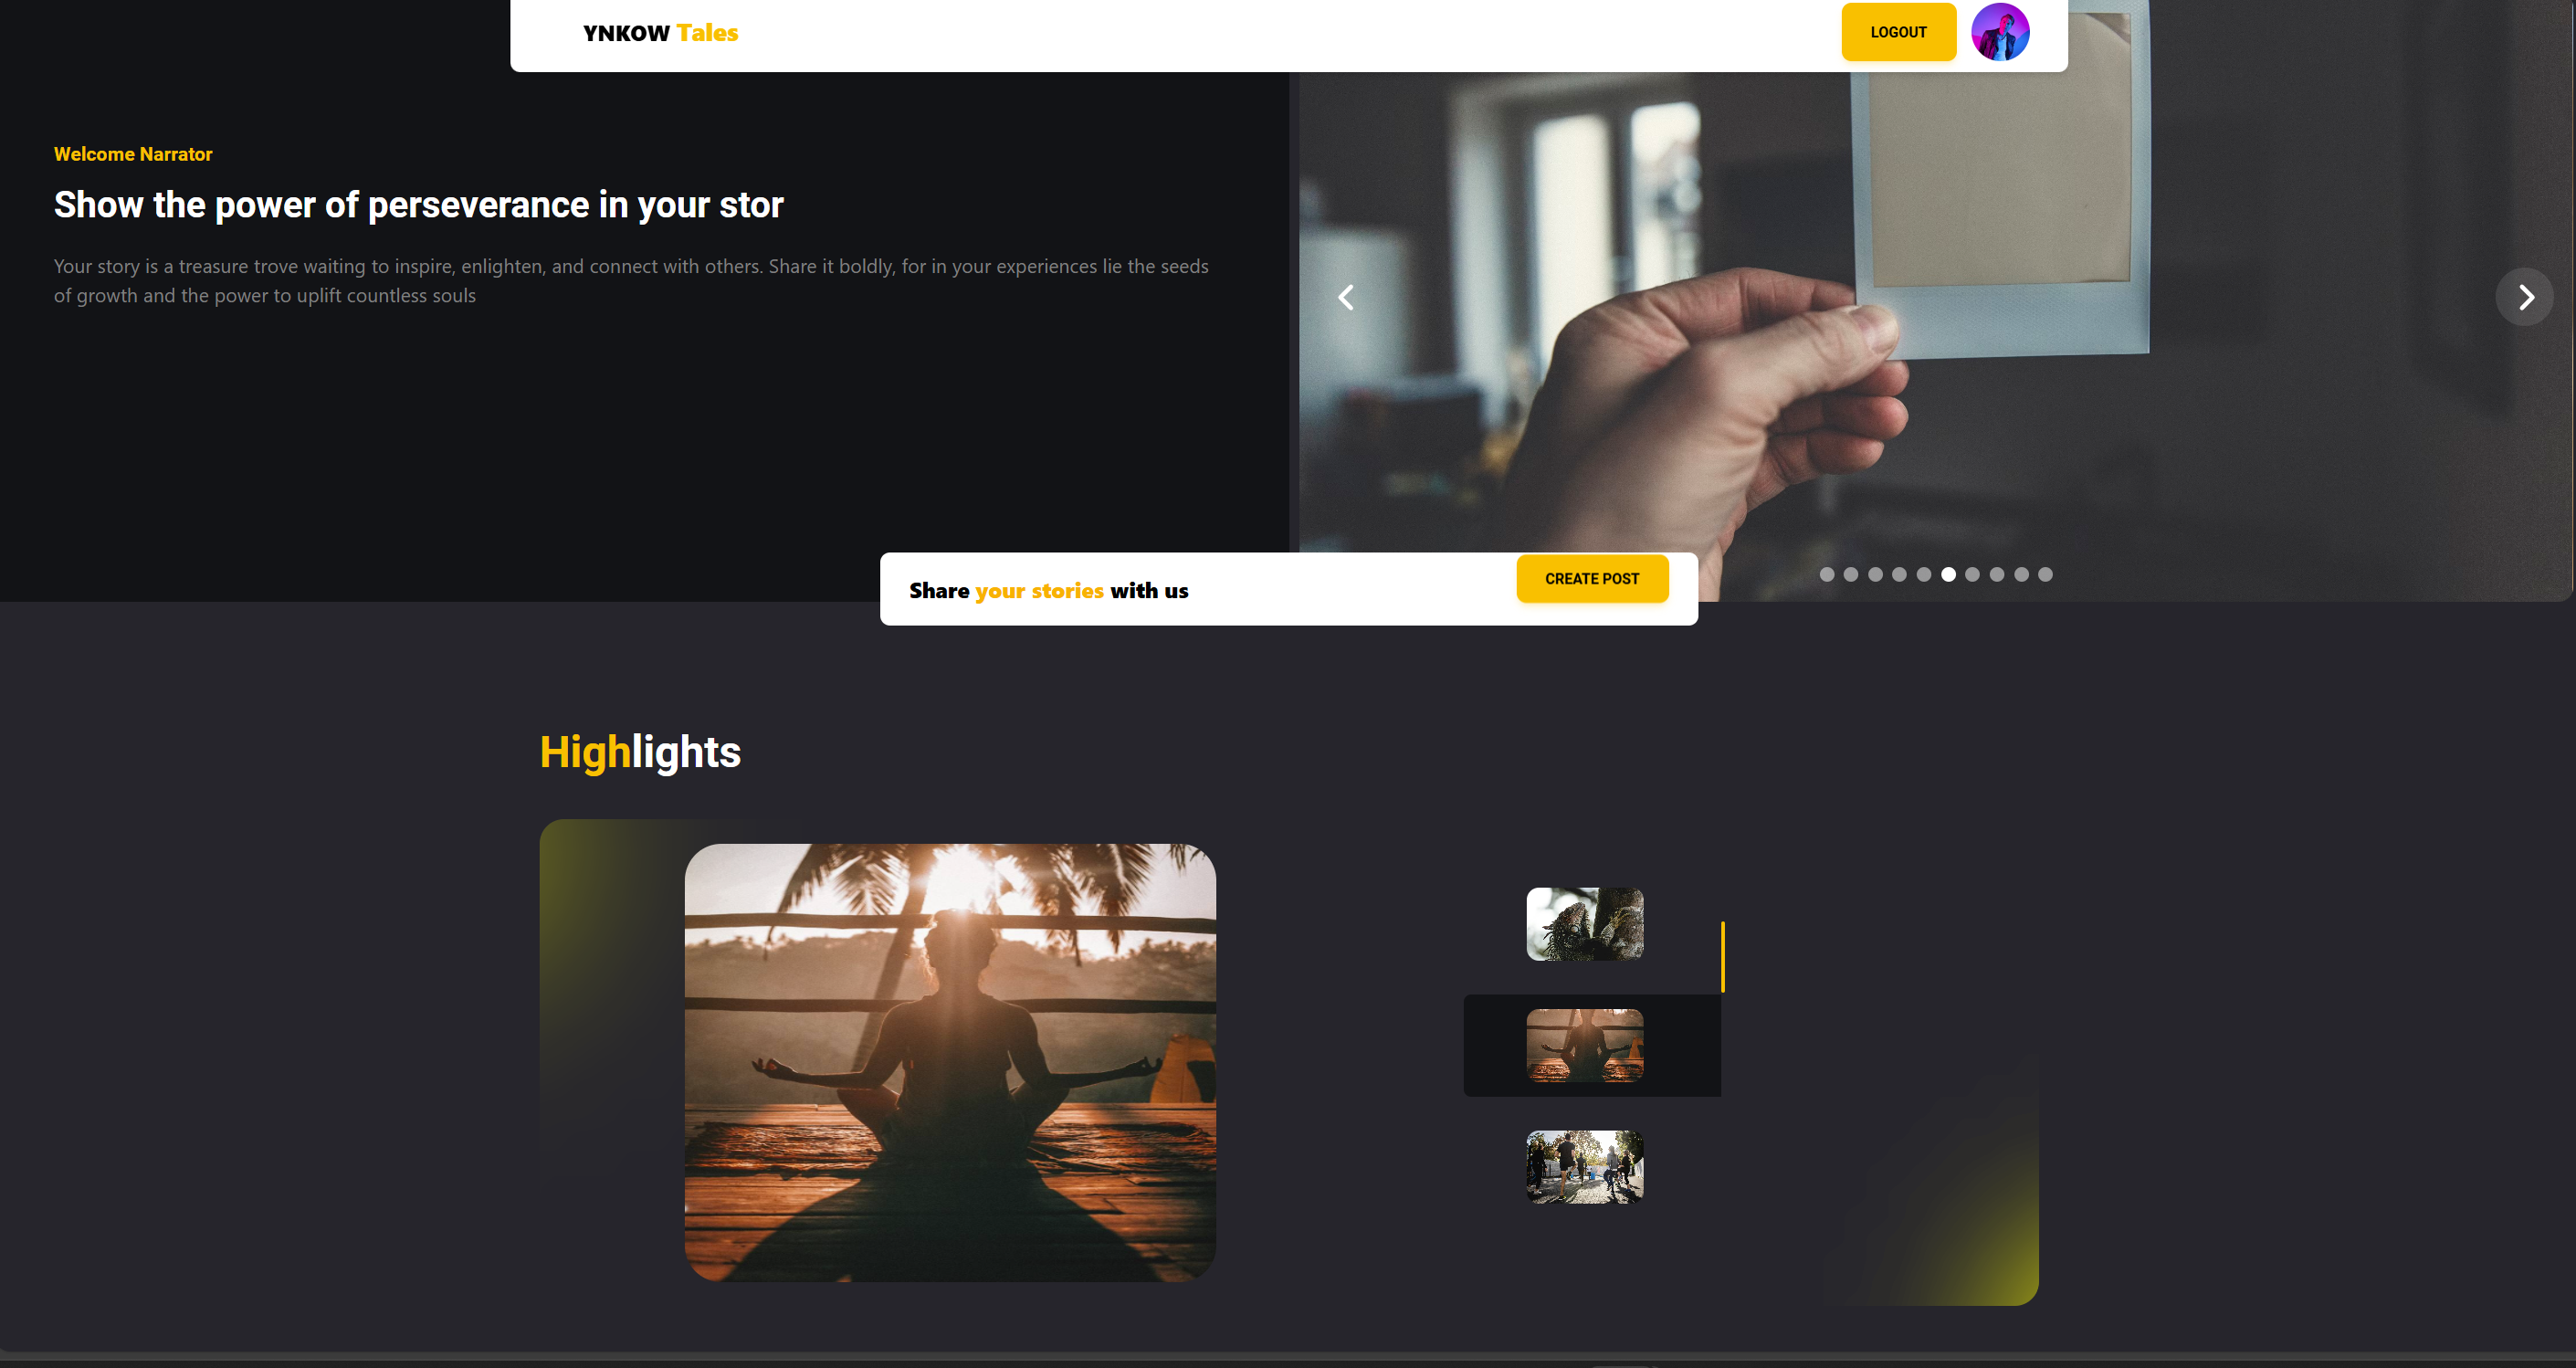 YNKOW Tales
LOGOUT
Welcome Narrator
Show the power of perseverance in your stor
Your story is a treasure trove waiting to inspire, enlighten, and connect with others. Share it boldly, for in your experiences lie the seeds
of growth and the power to uplift countless souls
Share your stories with us
CREATE POST
Highlights